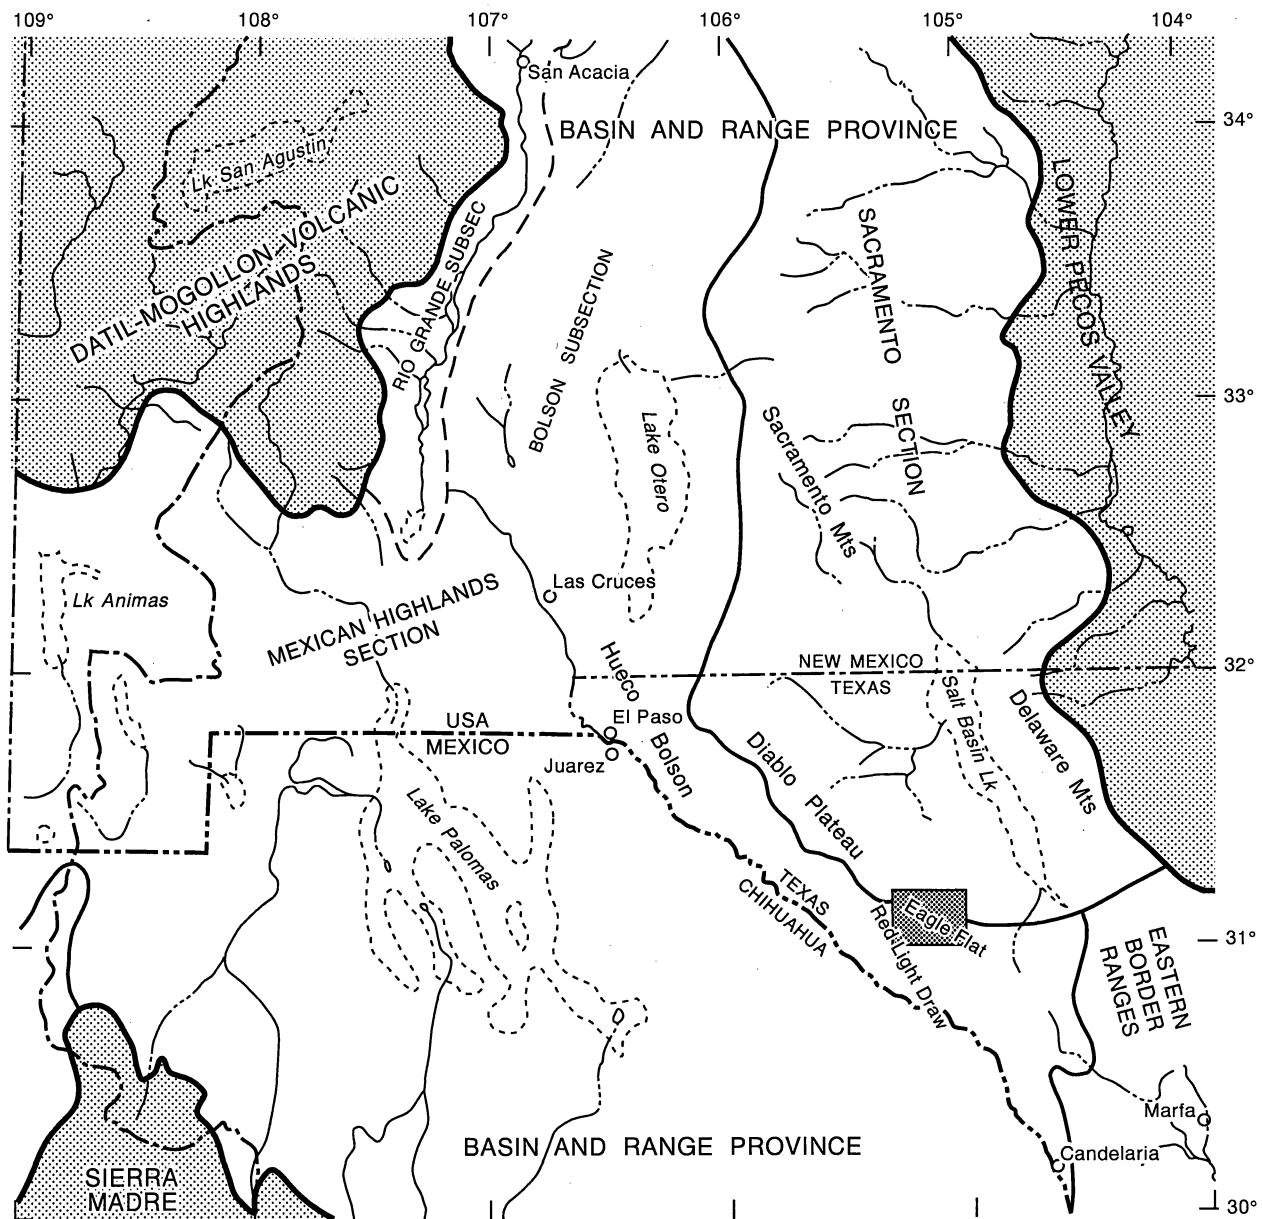 109° 108° 107° 106° 105° 104°
San Acacia
BASIN AND RANGE PROVINCE
34°
Lk San Agustin
DATIL-MOGOLLON VOLCANIC
HIGHLANDS
RIO GRANDE SUBSEC
BOLSON SUBSECTION
SACRAMENTO SECTION
LOWER PECOS VALLEY
33°
Lake Otero
Sacramento Mts
Las Cruces
Lk Animas
MEXICAN HIGHLANDS
SECTION
Hueco Bolson
NEW MEXICO
TEXAS
32°
Salt Basin Lk
Delaware Mts
USA
MEXICO
El Paso
Juarez
Diablo Plateau
Lake Palomas
TEXAS
CHIHUAHUA
Eagle Flat
Red Light Draw
31°
EASTERN
BORDER
RANGES
Marfa
BASIN AND RANGE PROVINCE
Candelaria
SIERRA
MADRE
30°